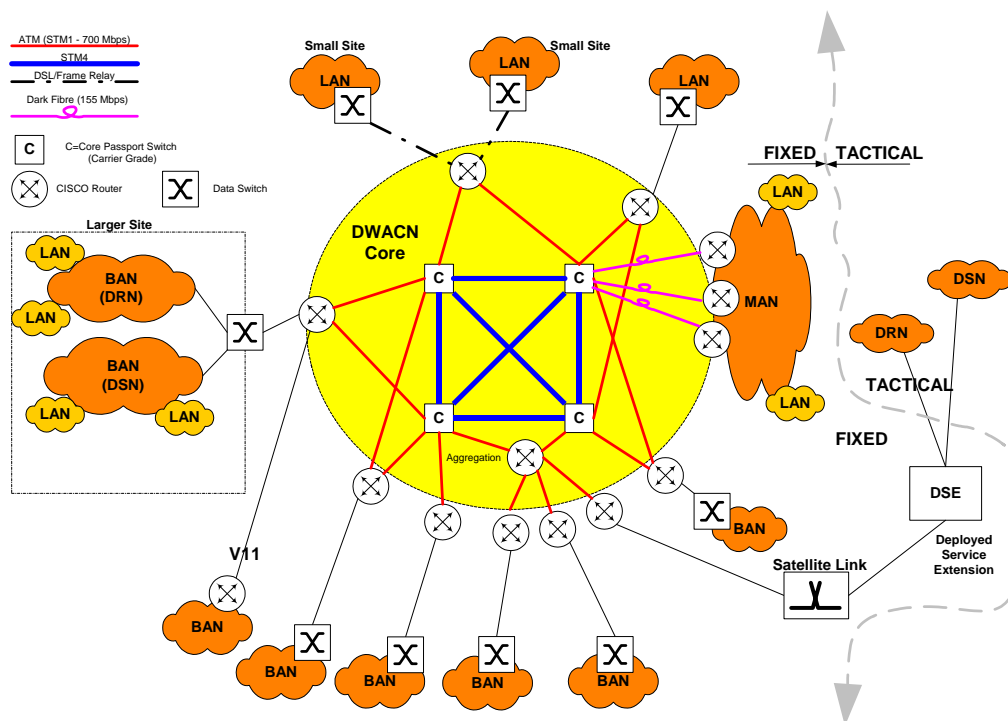 ATM (STM1 - 700 Mbps)
STM4
DSL/Frame Relay
Dark Fibre (155 Mbps)
C
C=Core Passport Switch
(Carrier Grade)
CISCO Router
Data Switch
Small Site
Small Site
LAN
LAN
LAN
FIXED
TACTICAL
Larger Site
LAN
BAN
(DRN)
LAN
BAN
(DSN)
LAN
LAN
DWACN
Core
C
C
C
C
Aggregation
LAN
MAN
LAN
DSN
DRN
TACTICAL
FIXED
DSE
Deployed
Service
Extension
Satellite Link
BAN
V11
BAN
BAN
BAN
BAN
BAN